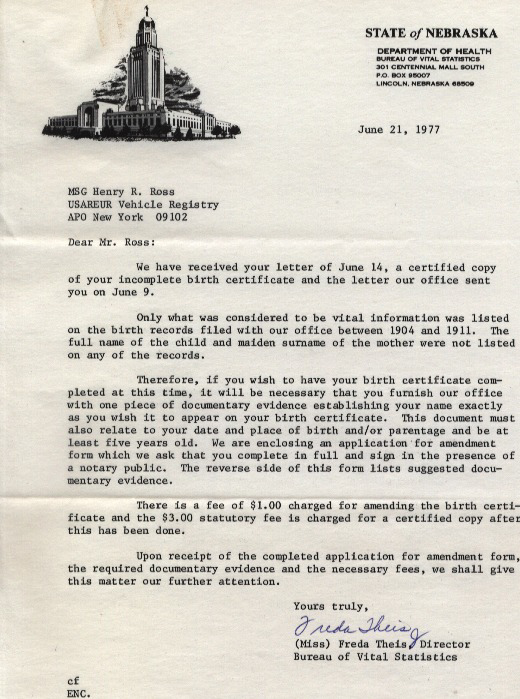 STATE of NEBRASKA
DEPARTMENT OF HEALTH
BUREAU OF VITAL STATISTICS
301 CENTENNIAL MALL SOUTH
P.O. BOX 95007
LINCOLN, NEBRASKA 68509
June 21, 1977
MSG Henry R. Ross
USAREUR Vehicle Registry
APO New York 09102
Dear Mr. Ross:
We have received your letter of June 14, a certified copy
of your incomplete birth certificate and the letter our office sent
you on June 9.
Only what was considered to be vital information was listed
on the birth records filed with our office between 1904 and 1911. The
full name of the child and maiden surname of the mother were not listed
on any of the records.
Therefore, if you wish to have your birth certificate com-
pleted at this time, it will be necessary that you furnish our office
with one piece of documentary evidence establishing your name exactly
as you wish it to appear on your birth certificate. This document must
also relate to your date and place of birth and/or parentage and be at
least five years old. We are enclosing an application for amendment
form which we ask that you complete in full and sign in the presence of
a notary public. The reverse side of this form lists suggested docu-
mentary evidence.
There is a fee of $1.00 charged for amending the birth certi-
ficate and the $3.00 statutory fee is charged for a certified copy after
this has been done.
Upon receipt of the completed application for amendment form,
the required documentary evidence and the necessary fees, we shall give
this matter our further attention.
Yours truly,
Freda Theis
(Miss) Freda Theis, Director
Bureau of Vital Statistics
cf
ENC.